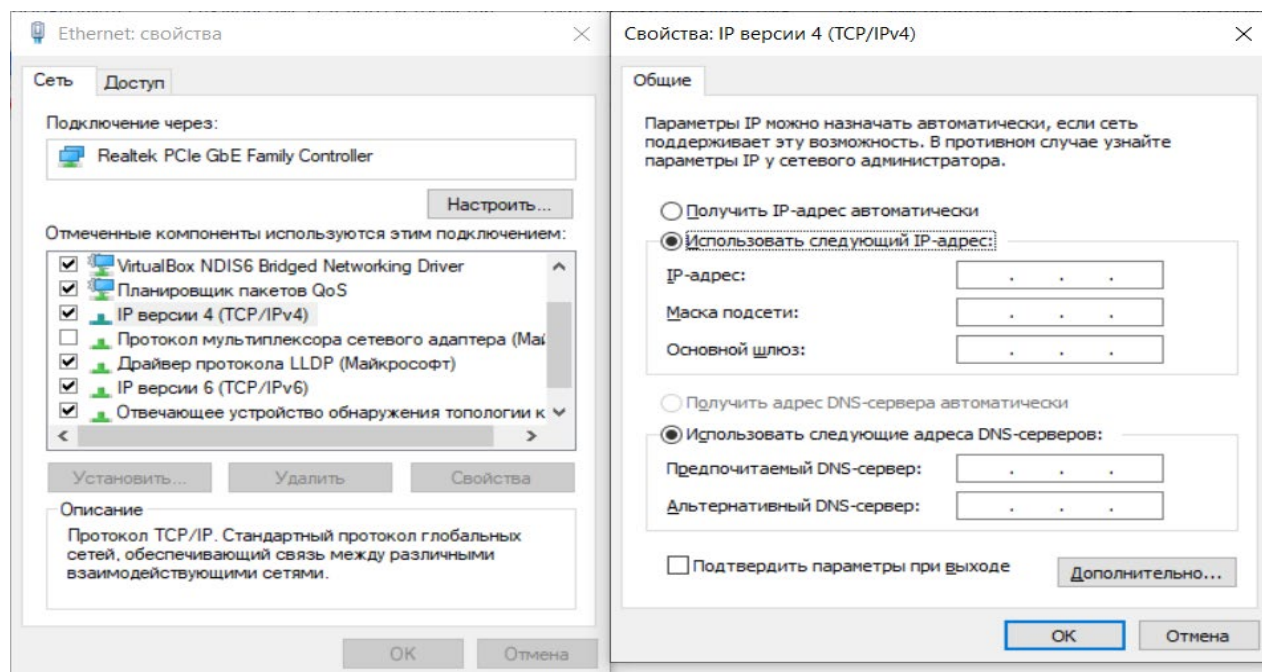 Ethernet: свойства
Сеть
Доступ
Подключение через:
Realtek PCIe GbE Family Controller
Настроить...
Отмеченные компоненты используются этим подключением:
VirtualBox NDIS6 Bridged Networking Driver
Планировщик пакетов QoS
IP версии 4 (TCP/IPv4)
Протокол мультиплексора сетевого адаптера (Май
Драйвер протокола LLDP (Майкрософт)
IP версии 6 (TCP/IPv6)
Отвечающее устройство обнаружения топологии к
Установить...
Удалить
Свойства
Описание
Протокол TCP/IP. Стандартный протокол глобальных
сетей, обеспечивающий связь между различными
взаимодействующими сетями.
ОК
Отмена
Свойства: IP версии 4 (TCP/IPv4)
Общие
Параметры IP можно назначать автоматически, если сеть
поддерживает эту возможность. В противном случае узнайте
параметры IP у сетевого администратора.
Получить IP-адрес автоматически
Использовать следующий IP-адрес:
IP-адрес:
Маска подсети:
Основной шлюз:
Получить адрес DNS-сервера автоматически
Использовать следующие адреса DNS-серверов:
Предпочитаемый DNS-сервер:
Альтернативный DNS-сервер:
Подтвердить параметры при выходе
Дополнительно...
ОК
Отмена